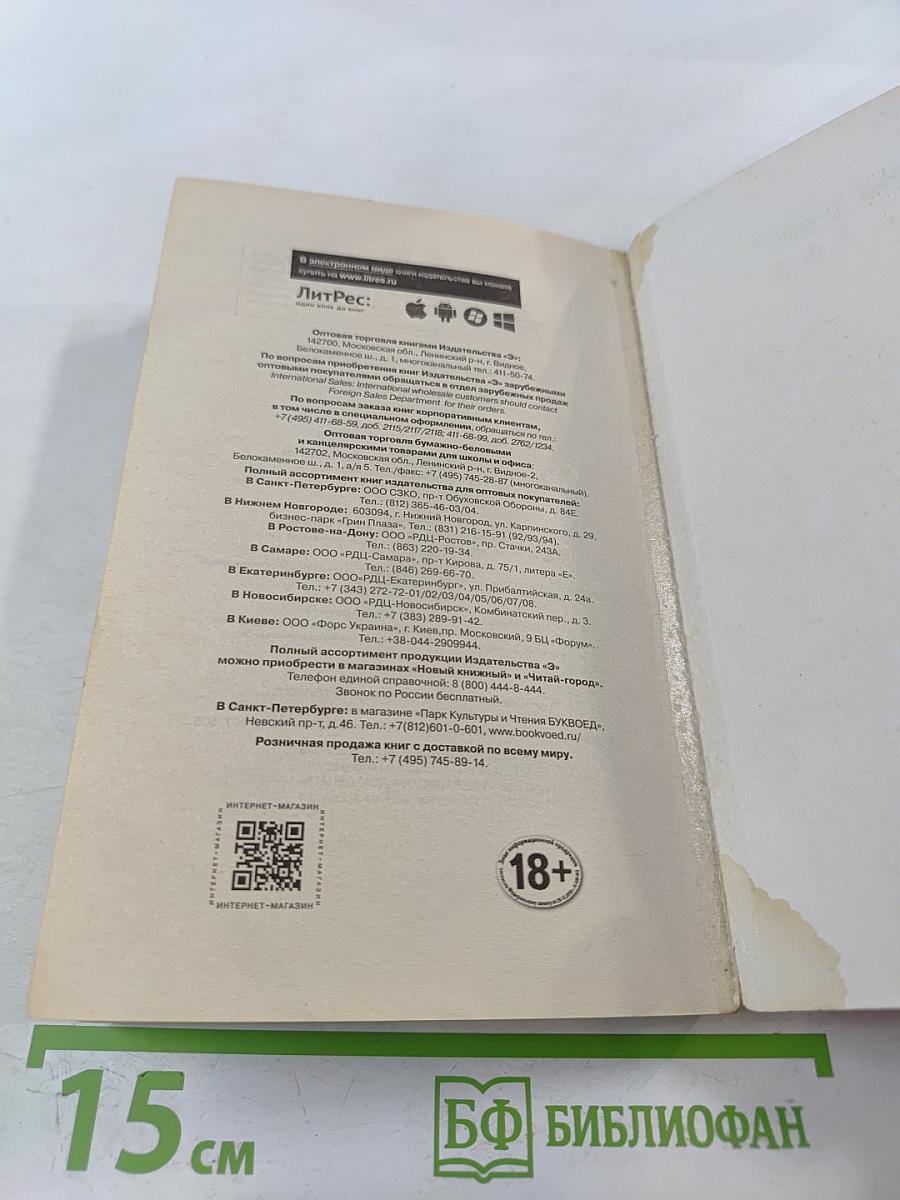 В электронном виде книги издательства вы можете
купить на www.litres.ru
ЛитРес:
один клик до книг
Оптовая торговля книгами Издательства «Э»:
142700, Московская обл., Ленинский р-н, г. Видное,
Белокаменное ш., д. 1, многоканальный тел.: 411-50-74.
По вопросам приобретения книг Издательства «Э» зарубежными
оптовыми покупателями обращаться в отдел зарубежных продаж
International Sales: International wholesale customers should contact
Foreign Sales Department for their orders.
По вопросам заказа книг корпоративным клиентам,
в том числе в специальном оформлении, обращаться по тел.:
+7 (495) 411-68-59, доб. 2115/2117/2118; 411-68-99, доб. 2762/1234.
Оптовая торговля бумажно-беловыми
и канцелярскими товарами для школы и офиса:
142702, Московская обл., Ленинский р-н, г. Видное-2,
Белокаменное ш., д. 1, а/я 5. Тел./факс: +7 (495) 745-28-87 (многоканальный).
Полный ассортимент книг издательства для оптовых покупателей:
В Санкт-Петербурге: ООО СЗКО, пр-т Обуховской Обороны, д. 84Е.
Тел.: (812) 365-46-03/04.
В Нижнем Новгороде: 603094, г. Нижний Новгород, ул. Карпинского, д. 29,
бизнес-парк «Грин Плаза». Тел.: (831) 216-15-91 (92/93/94).
В Ростове-на-Дону: ООО «РДЦ-Ростов», пр. Стачки, 243А.
Тел.: (863) 220-19-34.
В Самаре: ООО «РДЦ-Самара», пр-т Кирова, д. 75/1, литера «Е».
Тел.: (846) 269-66-70.
В Екатеринбурге: ООО«РДЦ-Екатеринбург», ул. Прибалтийская, д. 24а.
Тел.: +7 (343) 272-72-01/02/03/04/05/06/07/08.
В Новосибирске: ООО «РДЦ-Новосибирск», Комбинатский пер., д. 3.
Тел.: +7 (383) 289-91-42.
В Киеве: ООО «Форс Украина», г. Киев,пр. Московский, 9 БЦ «Форум».
Тел.: +38-044-2909944.
Полный ассортимент продукции Издательства «Э»
можно приобрести в магазинах «Новый книжный» и «Читай-город».
Телефон единой справочной: 8 (800) 444-8-444.
Звонок по России бесплатный.
В Санкт-Петербурге: в магазине «Парк Культуры и Чтения БУКВОЕД»,
Невский пр-т, д.46. Тел.: +7(812)601-0-601, www.bookvoed.ru/
Розничная продажа книг с доставкой по всему миру.
Тел.: +7 (495) 745-89-14.
ИНТЕРНЕТ-МАГАЗИН
ИНТЕРНЕТ-МАГАЗИН
ИНТЕРНЕТ-МАГАЗИН
ИНТЕРНЕТ-МАГАЗИН
Знак информационной продукции
18+
15 см
БФ БИБЛИОФАН